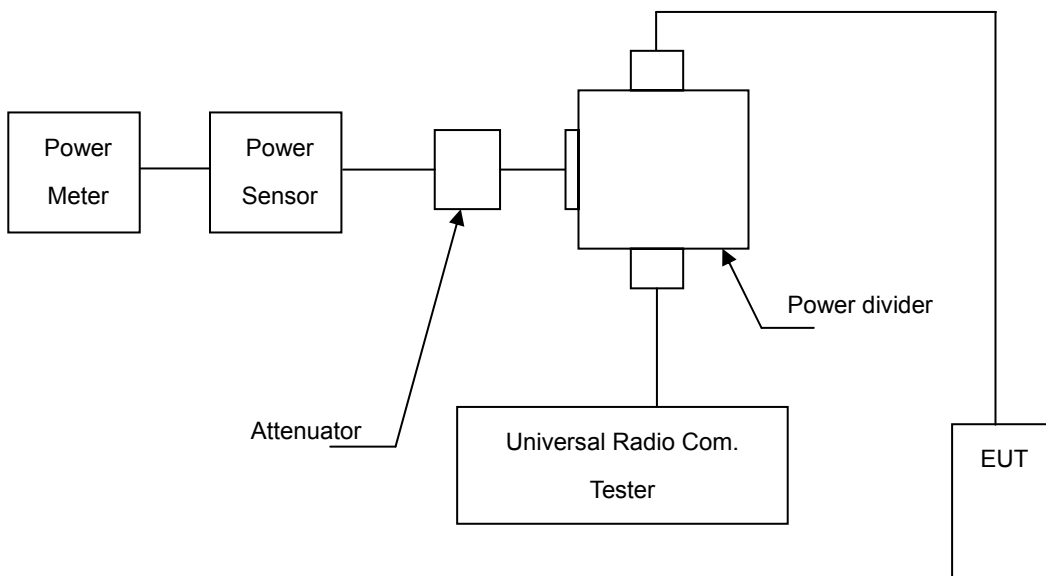 Power
Meter
Power
Sensor
Power divider
Attenuator
Universal Radio Com.
Tester
EUT